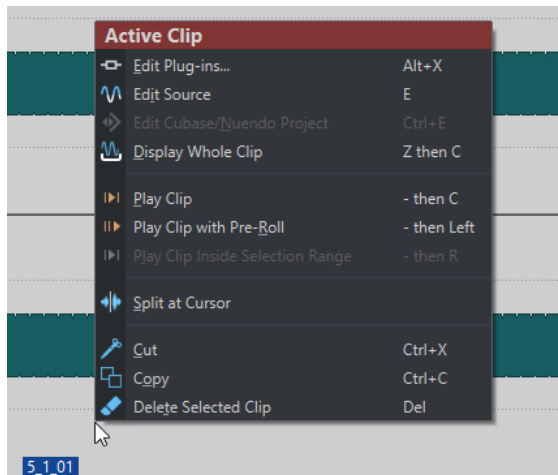 Active Clip
Edit Plug-ins... Alt+X
Edit Source E
Edit Cubase/Nuendo Project Ctrl+E
Display Whole Clip Z then C
Play Clip - then C
Play Clip with Pre-Roll - then Left
Play Clip Inside Selection Range - then R
Split at Cursor
Cut Ctrl+X
Copy Ctrl+C
Delete Selected Clip Del
5_1_01